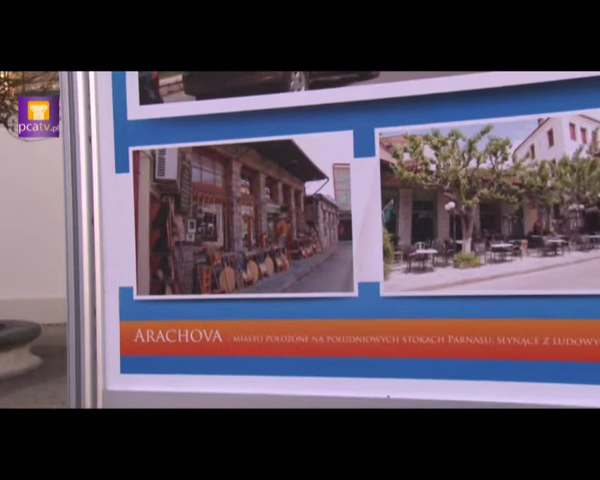 pcatv.pl
ARACHOVA - MIASTO POŁOŻONE NA POŁUDNIOWYCH STOKACH PARNASU, SŁYNĄCE Z LUDOWY